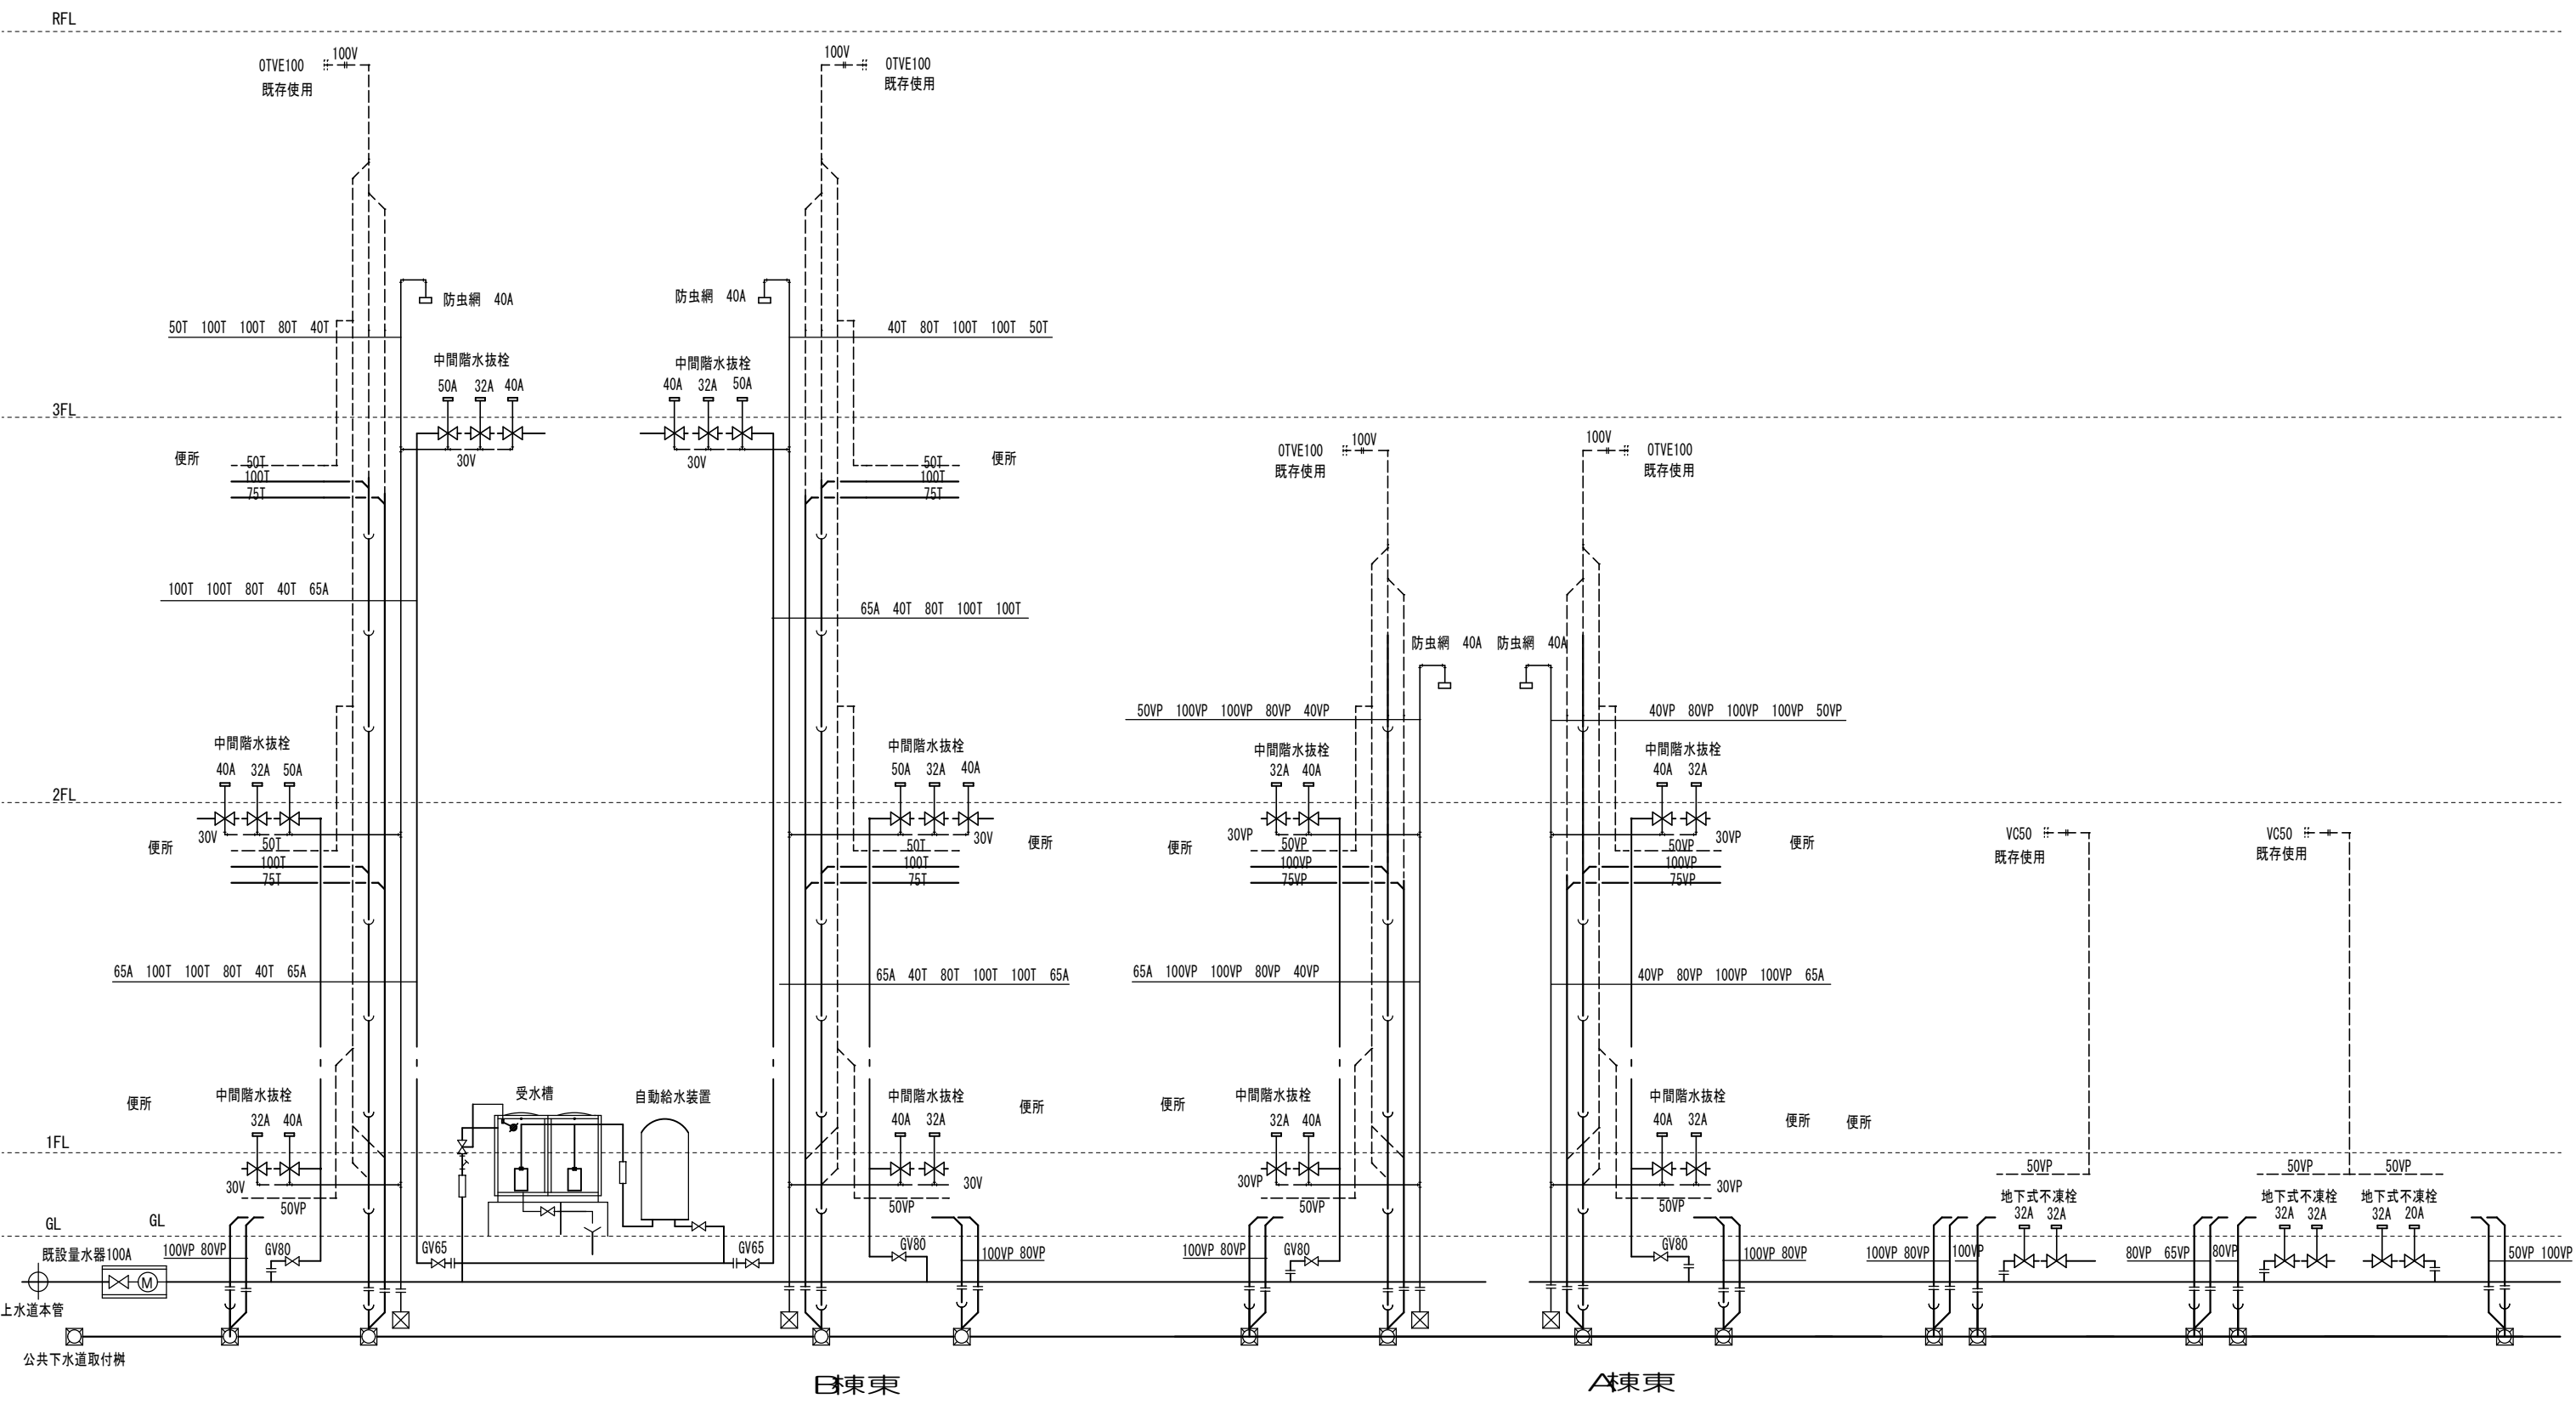 RFL
100V
OTVE100
既存使用
100V
OTVE100
既存使用
防虫網 40A
防虫網 40A
50T 100T 100T 80T 40T
40T 80T 100T 100T 50T
中間階水抜栓
50A 32A 40A
中間階水抜栓
40A 32A 50A
3FL
30V
30V
便所
50T
100T
75T
50T
100T
75T
便所
100V
OTVE100
既存使用
100V
OTVE100
既存使用
100T 100T 80T 40T 65A
65A 40T 80T 100T 100T
防虫網 40A
防虫網 40A
50VP 100VP 100VP 80VP 40VP
40VP 80VP 100VP 100VP 50VP
中間階水抜栓
40A 32A 50A
中間階水抜栓
50A 32A 40A
中間階水抜栓
32A 40A
中間階水抜栓
40A 32A
2FL
30V
便所
50T
100T
75T
50T
100T
75T
30V
便所
便所
30VP
50VP
100VP
75VP
50VP
100VP
75VP
30VP
便所
VC50
既存使用
VC50
既存使用
65A 100T 100T 80T 40T 65A
65A 40T 80T 100T 100T 65A
65A 100VP 100VP 80VP 40VP
40VP 80VP 100VP 100VP 65A
便所
中間階水抜栓
32A 40A
受水槽
自動給水装置
中間階水抜栓
40A 32A
便所
便所
中間階水抜栓
32A 40A
中間階水抜栓
40A 32A
便所
便所
1FL
30V
50VP
30V
50VP
30VP
50VP
30VP
50VP
50VP
地下式不凍栓
32A 32A
50VP
50VP
地下式不凍栓
32A 32A
地下式不凍栓
32A 20A
GL
GL
既設量水器100A
100VP 80VP
GV80
GV65
GV65
GV80
100VP 80VP
100VP 80VP
GV80
GV80
100VP 80VP
100VP 80VP
100VP
80VP 65VP
80VP
50VP 100VP
M
上水道本管
公共下水道取付桝
B棟東
A棟東